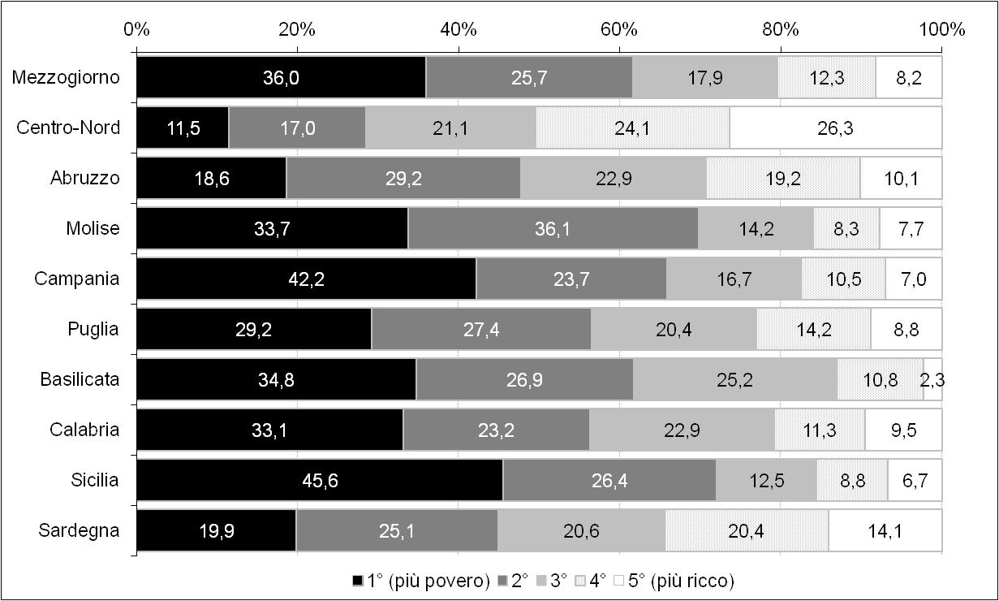 0% 20% 40% 60% 80% 100%
Mezzogiorno 36,0 25,7 17,9 12,3 8,2
Centro-Nord 11,5 17,0 21,1 24,1 26,3
Abruzzo 18,6 29,2 22,9 19,2 10,1
Molise 33,7 36,1 14,2 8,3 7,7
Campania 42,2 23,7 16,7 10,5 7,0
Puglia 29,2 27,4 20,4 14,2 8,8
Basilicata 34,8 26,9 25,2 10,8 2,3
Calabria 33,1 23,2 22,9 11,3 9,5
Sicilia 45,6 26,4 12,5 8,8 6,7
Sardegna 19,9 25,1 20,6 20,4 14,1
1° (più povero) 2° 3° 4° 5° (più ricco)